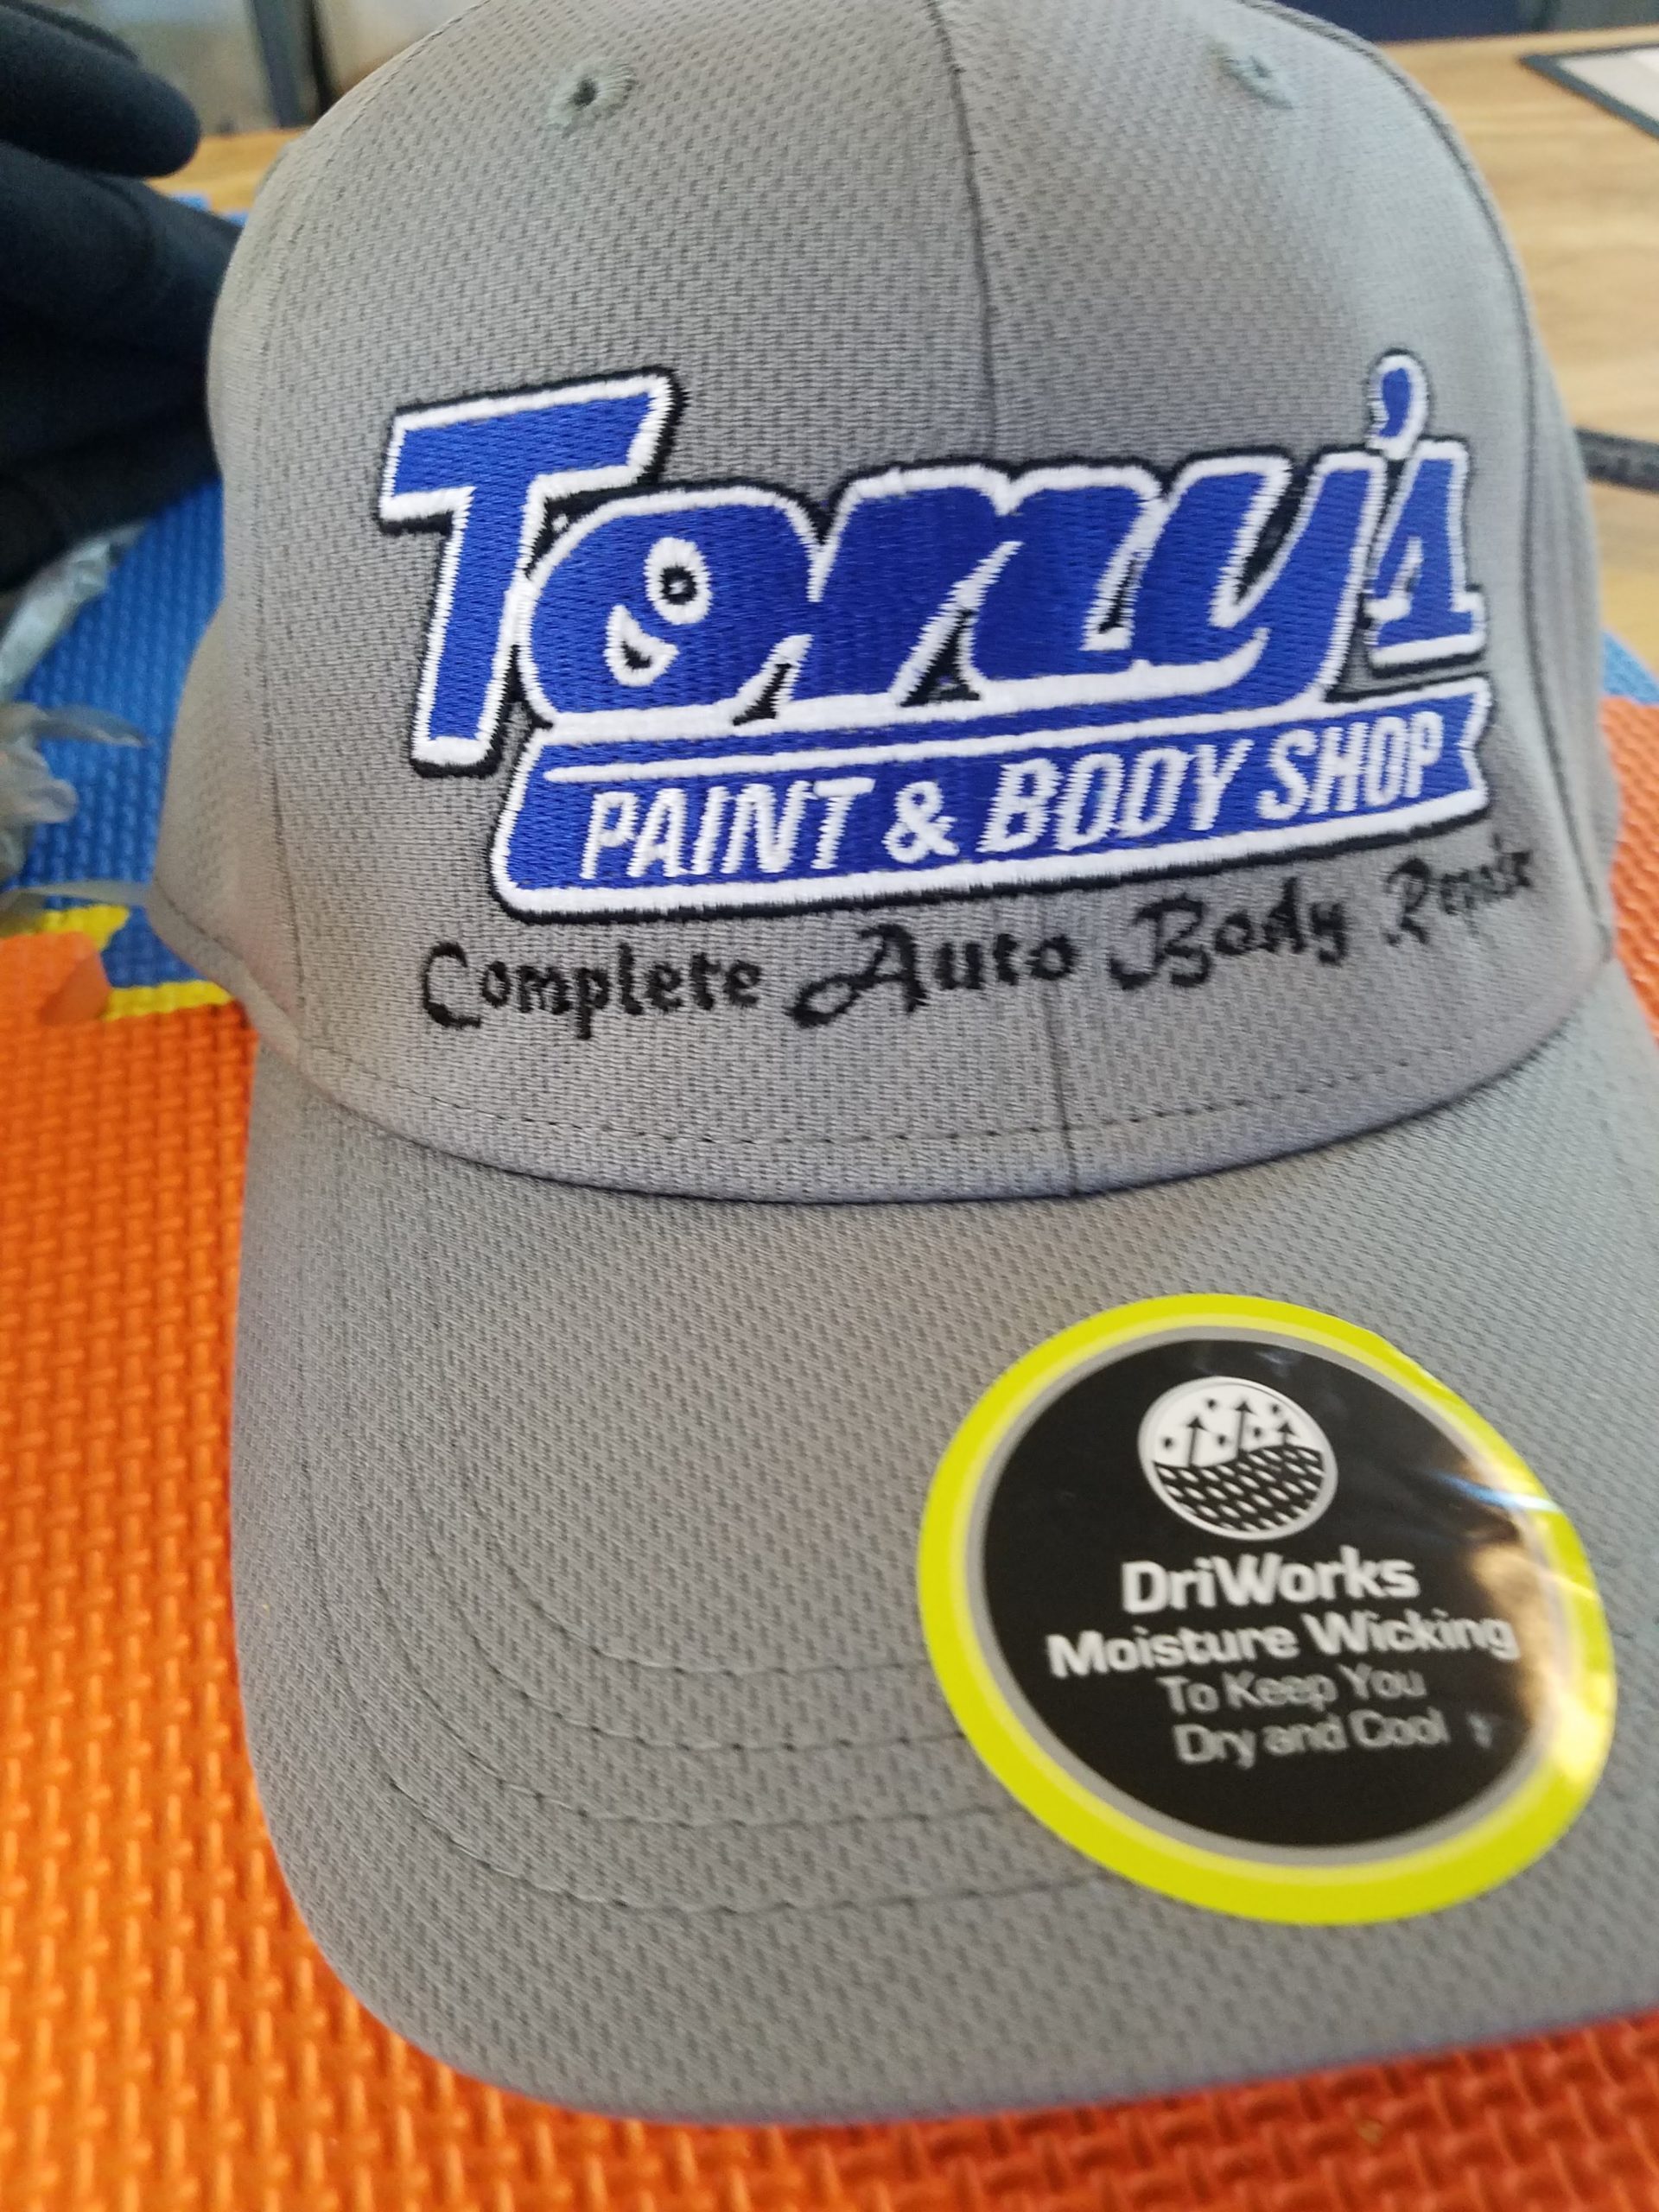 Tony's
PAINT & BODY SHOP
Complete Auto Body Repair
DriWorks
Moisture Wicking
To Keep You
Dry and Cool